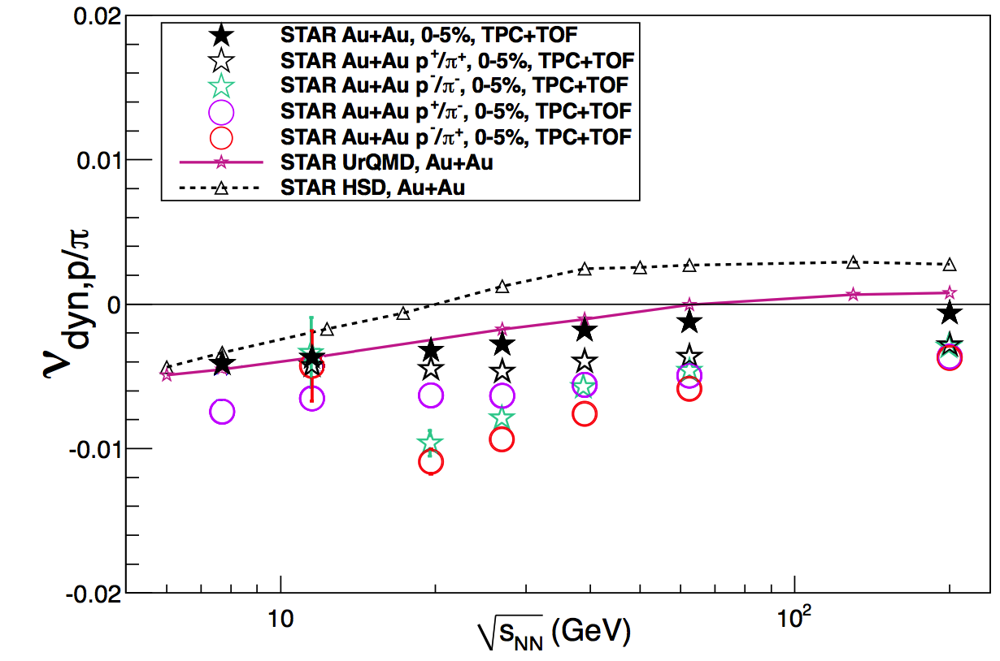 0.02
0.01
0
-0.01
-0.02
ν dyn,p/π
STAR Au+Au, 0-5%, TPC+TOF
STAR Au+Au p⁺/π⁺, 0-5%, TPC+TOF
STAR Au+Au p⁻/π⁻, 0-5%, TPC+TOF
STAR Au+Au p⁺/π⁻, 0-5%, TPC+TOF
STAR Au+Au p⁻/π⁺, 0-5%, TPC+TOF
STAR UrQMD, Au+Au
STAR HSD, Au+Au
10
10²
√s_NN (GeV)